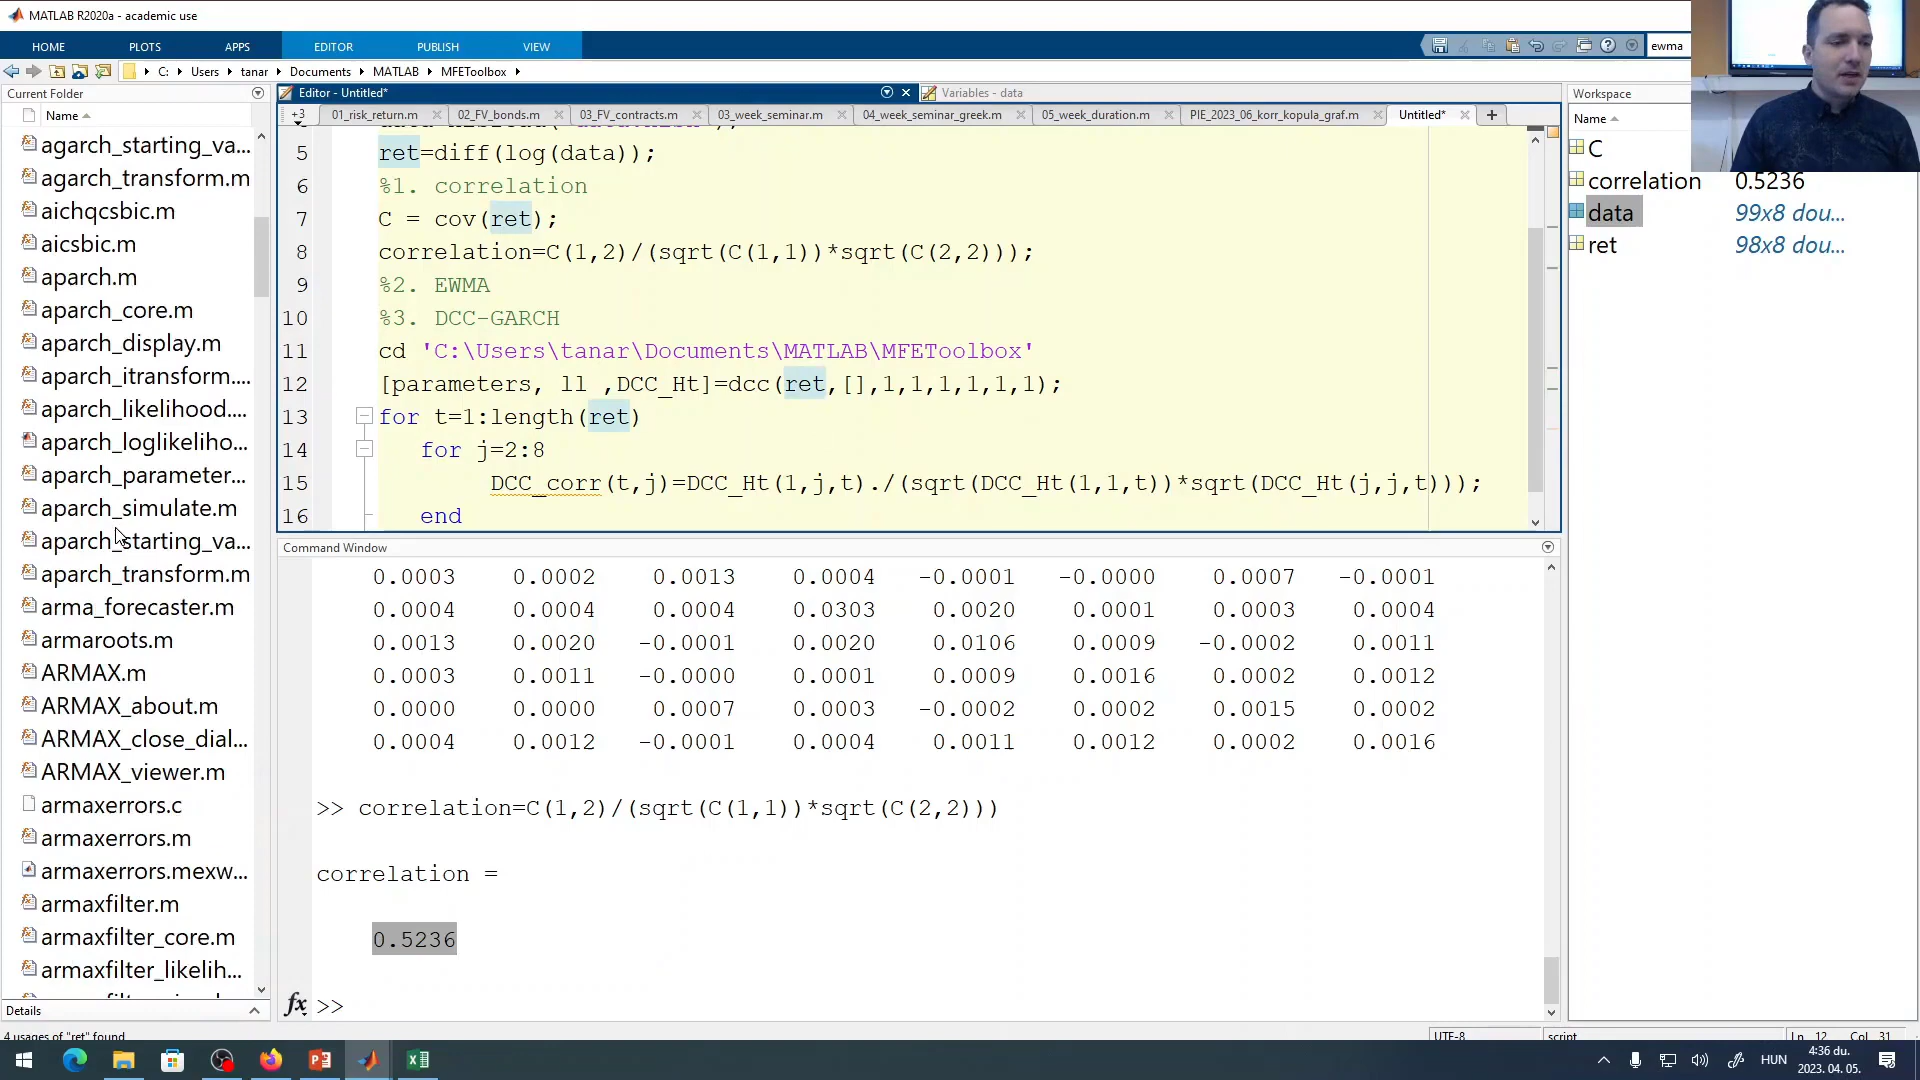 MATLAB R2020a - academic use
HOME PLOTS APPS EDITOR PUBLISH VIEW
ewma
C: Users tanar Documents MATLAB MFEToolbox
Current Folder
Name
agarch_starting_va...
agarch_transform.m
aichqcsbic.m
aicsbic.m
aparch.m
aparch_core.m
aparch_display.m
aparch_itransform....
aparch_likelihood....
aparch_loglikeliho...
aparch_parameter...
aparch_simulate.m
aparch_starting_va...
aparch_transform.m
arma_forecaster.m
armaroots.m
ARMAX.m
ARMAX_about.m
ARMAX_close_dial...
ARMAX_viewer.m
armaxerrors.c
armaxerrors.m
armaxerrors.mexw...
armaxfilter.m
armaxfilter_core.m
armaxfilter_likelih...
Details
4 usages of "ret" found
Editor - Untitled*
Variables - data
+3 01_risk_return.m 02_FV_bonds.m 03_FV_contracts.m 03_week_seminar.m 04_week_seminar_greek.m 05_week_duration.m PIE_2023_06_korr_kopula_graf.m Untitled*
5 ret=diff(log(data));
6 %1. correlation
7 C = cov(ret);
8 correlation=C(1,2)/(sqrt(C(1,1))*sqrt(C(2,2)));
9 %2. EWMA
10 %3. DCC-GARCH
11 cd 'C:\Users\tanar\Documents\MATLAB\MFEToolbox'
12 [parameters, ll ,DCC_Ht]=dcc(ret,[],1,1,1,1,1,1);
13 for t=1:length(ret)
14 for j=2:8
15 DCC_corr(t,j)=DCC_Ht(1,j,t)./(sqrt(DCC_Ht(1,1,t))*sqrt(DCC_Ht(j,j,t)));
16 end
Command Window
0.0003 0.0002 0.0013 0.0004 -0.0001 -0.0000 0.0007 -0.0001
0.0004 0.0004 0.0004 0.0303 0.0020 0.0001 0.0003 0.0004
0.0013 0.0020 -0.0001 0.0020 0.0106 0.0009 -0.0002 0.0011
0.0003 0.0011 -0.0000 0.0001 0.0009 0.0016 0.0002 0.0012
0.0000 0.0000 0.0007 0.0003 -0.0002 0.0002 0.0015 0.0002
0.0004 0.0012 -0.0001 0.0004 0.0011 0.0012 0.0002 0.0016
>> correlation=C(1,2)/(sqrt(C(1,1))*sqrt(C(2,2)))
correlation =
0.5236
fx >>
Workspace
Name
C
correlation 0.5236
data 99x8 dou...
ret 98x8 dou...
UTF-8 script Ln 12 Col 31
HUN
4:36 du.
2023. 04. 05.